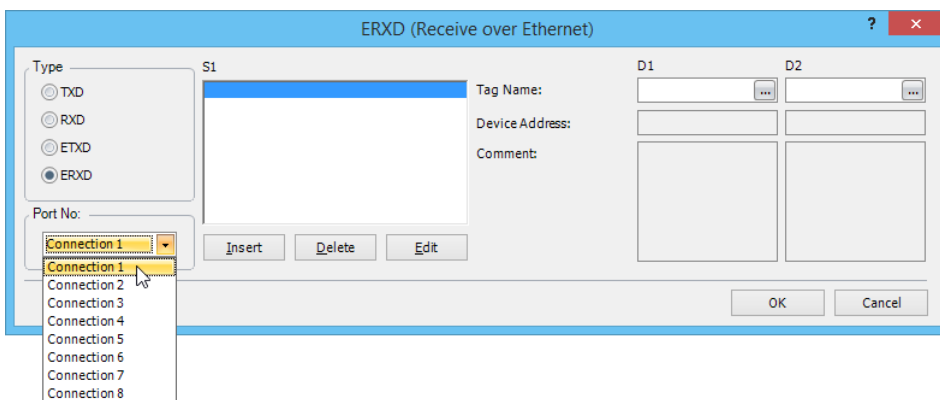 ERXD (Receive over Ethernet)
?
Type
TXD
RXD
ETXD
ERXD
Port No:
Connection 1
Connection 1
Connection 2
Connection 3
Connection 4
Connection 5
Connection 6
Connection 7
Connection 8
S1
Insert
Delete
Edit
D1
D2
Tag Name:
...
...
Device Address:
Comment:
OK
Cancel